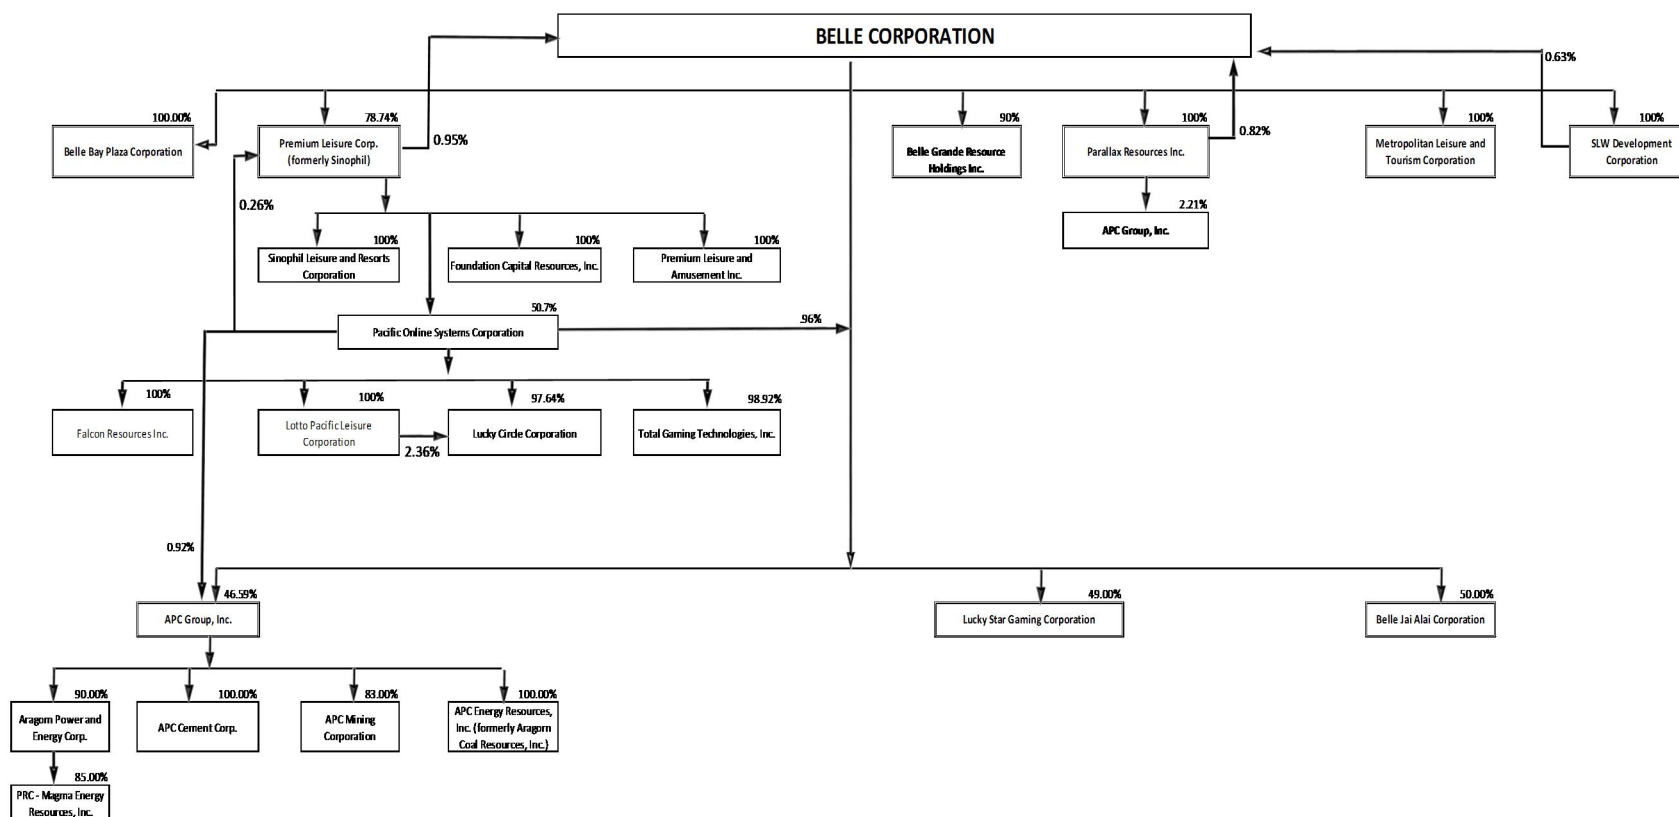 BELLE CORPORATION
0.63%
100.00%
Belle Bay Plaza Corporation
78.74%
Premium Leisure Corp.
(formerly Sinophil)
0.95%
90%
Belle Grande Resource
Holdings Inc.
100%
Parallax Resources Inc.
0.82%
100%
Metropolitan Leisure and
Tourism Corporation
100%
SLW Development
Corporation
0.26%
2.21%
APC Group, Inc.
100%
Sinophil Leisure and Resorts
Corporation
100%
Foundation Capital Resources, Inc.
100%
Premium Leisure and
Amusement Inc.
50.7%
Pacific Online Systems Corporation
.96%
100%
Falcon Resources Inc.
100%
Lotto Pacific Leisure
Corporation
2.36%
97.64%
Lucky Circle Corporation
98.92%
Total Gaming Technologies, Inc.
0.92%
46.59%
APC Group, Inc.
49.00%
Lucky Star Gaming Corporation
50.00%
Belle Jai Alai Corporation
90.00%
Aragorn Power and
Energy Corp.
100.00%
APC Cement Corp.
83.00%
APC Mining
Corporation
100.00%
APC Energy Resources,
Inc. (formerly Aragorn
Coal Resources, Inc.)
85.00%
PRC - Magma Energy
Resources, Inc.